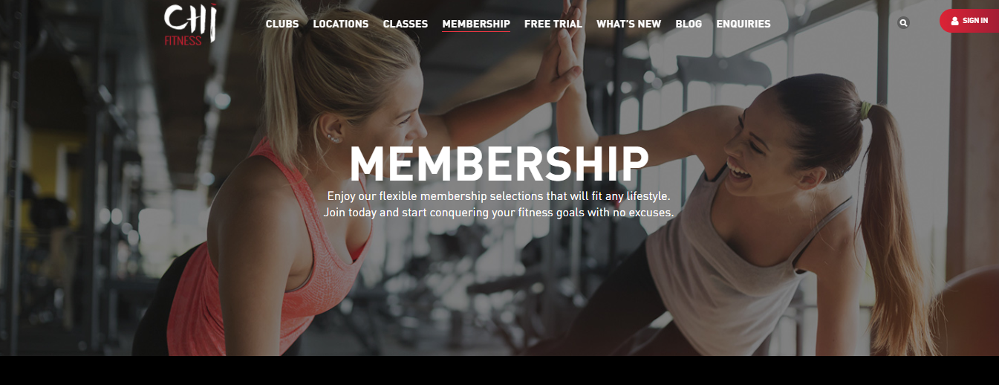 CHi
FITNESS
CLUBS LOCATIONS CLASSES MEMBERSHIP FREE TRIAL WHAT'S NEW BLOG ENQUIRIES SIGN IN
MEMBERSHIP
Enjoy our flexible membership selections that will fit any lifestyle.
Join today and start conquering your fitness goals with no excuses.